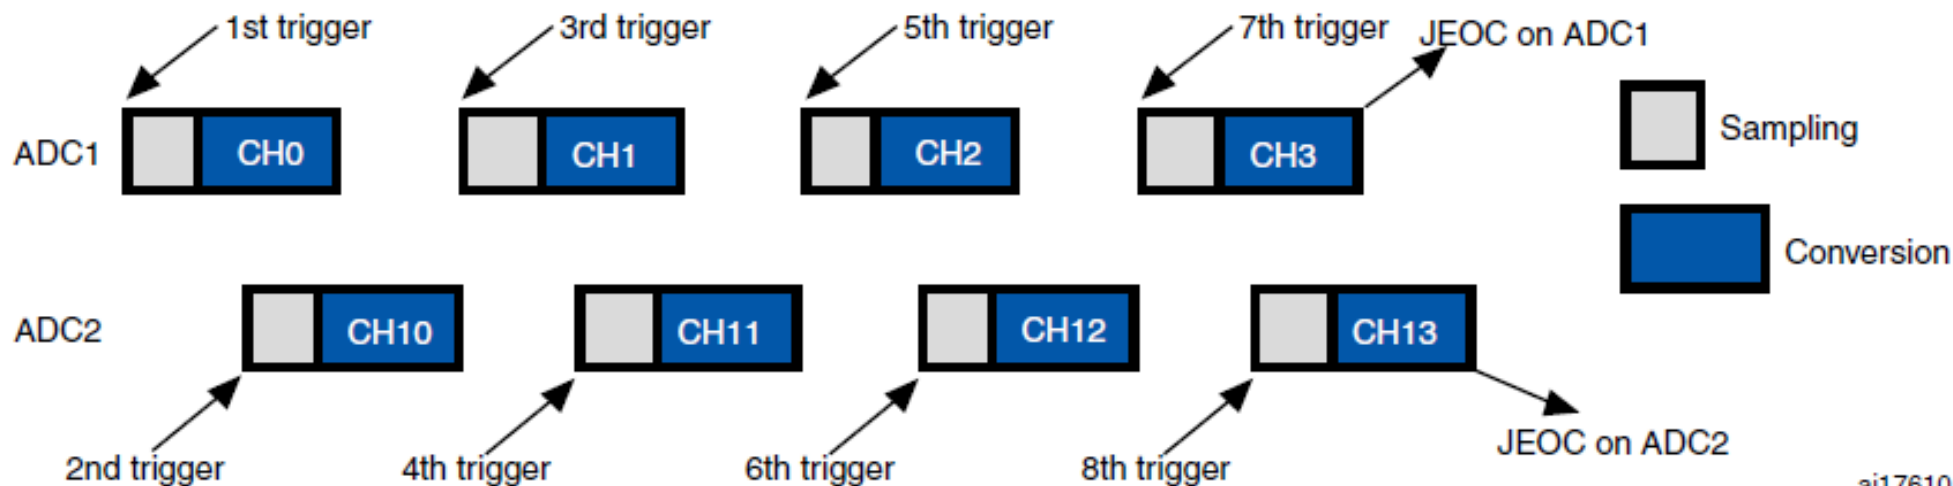 1st trigger
3rd trigger
5th trigger
7th trigger
JEOC on ADC1
Sampling
ADC1
CH0
CH1
CH2
CH3
Conversion
ADC2
CH10
CH11
CH12
CH13
2nd trigger
4th trigger
6th trigger
8th trigger
JEOC on ADC2
ai17610